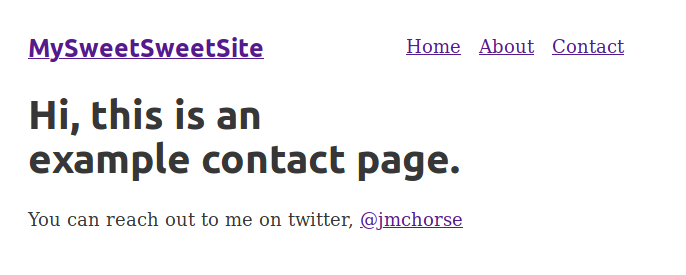 MySweetSweetSite
Home About Contact
Hi, this is an
example contact page.
You can reach out to me on twitter, @jmchorse